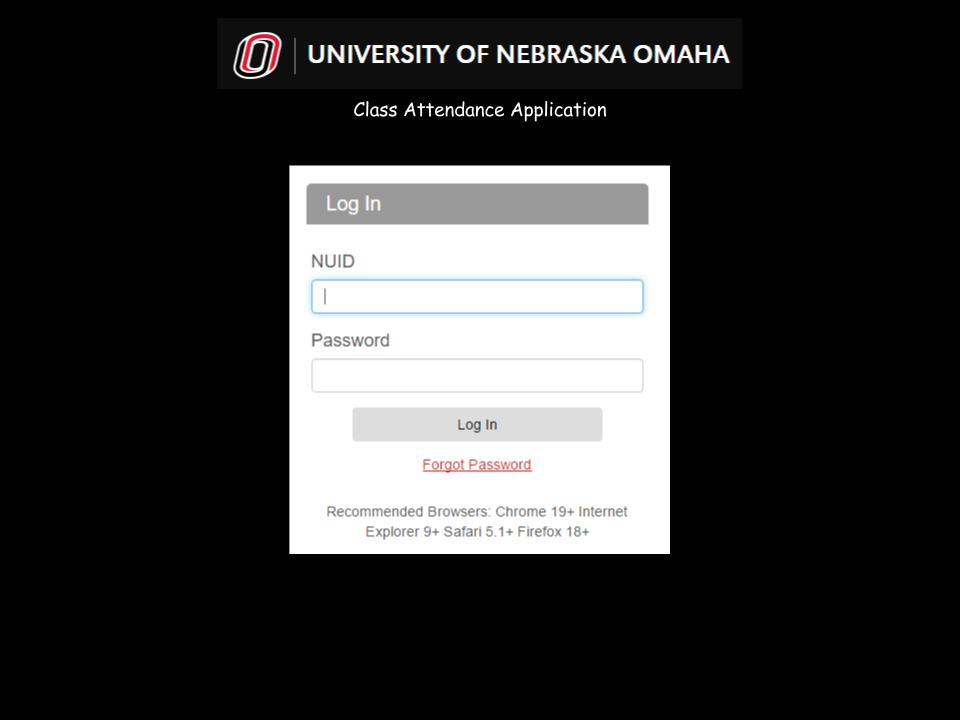 UNIVERSITY OF NEBRASKA OMAHA
Class Attendance Application
Log In
NUID
Password
Log In
Forgot Password
Recommended Browsers: Chrome 19+ Internet
Explorer 9+ Safari 5.1+ Firefox 18+